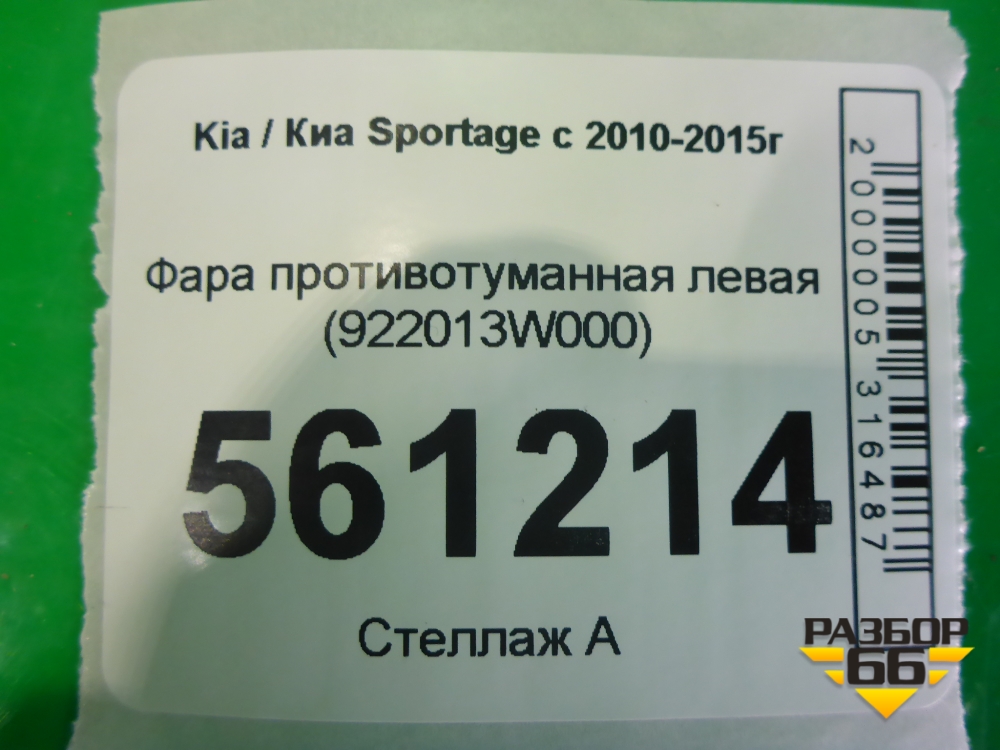 Kia / Киа Sportage с 2010-2015г
Фара противотуманная левая
(922013W000)
561214
Стеллаж А
2000005316487
РАЗБОР
66